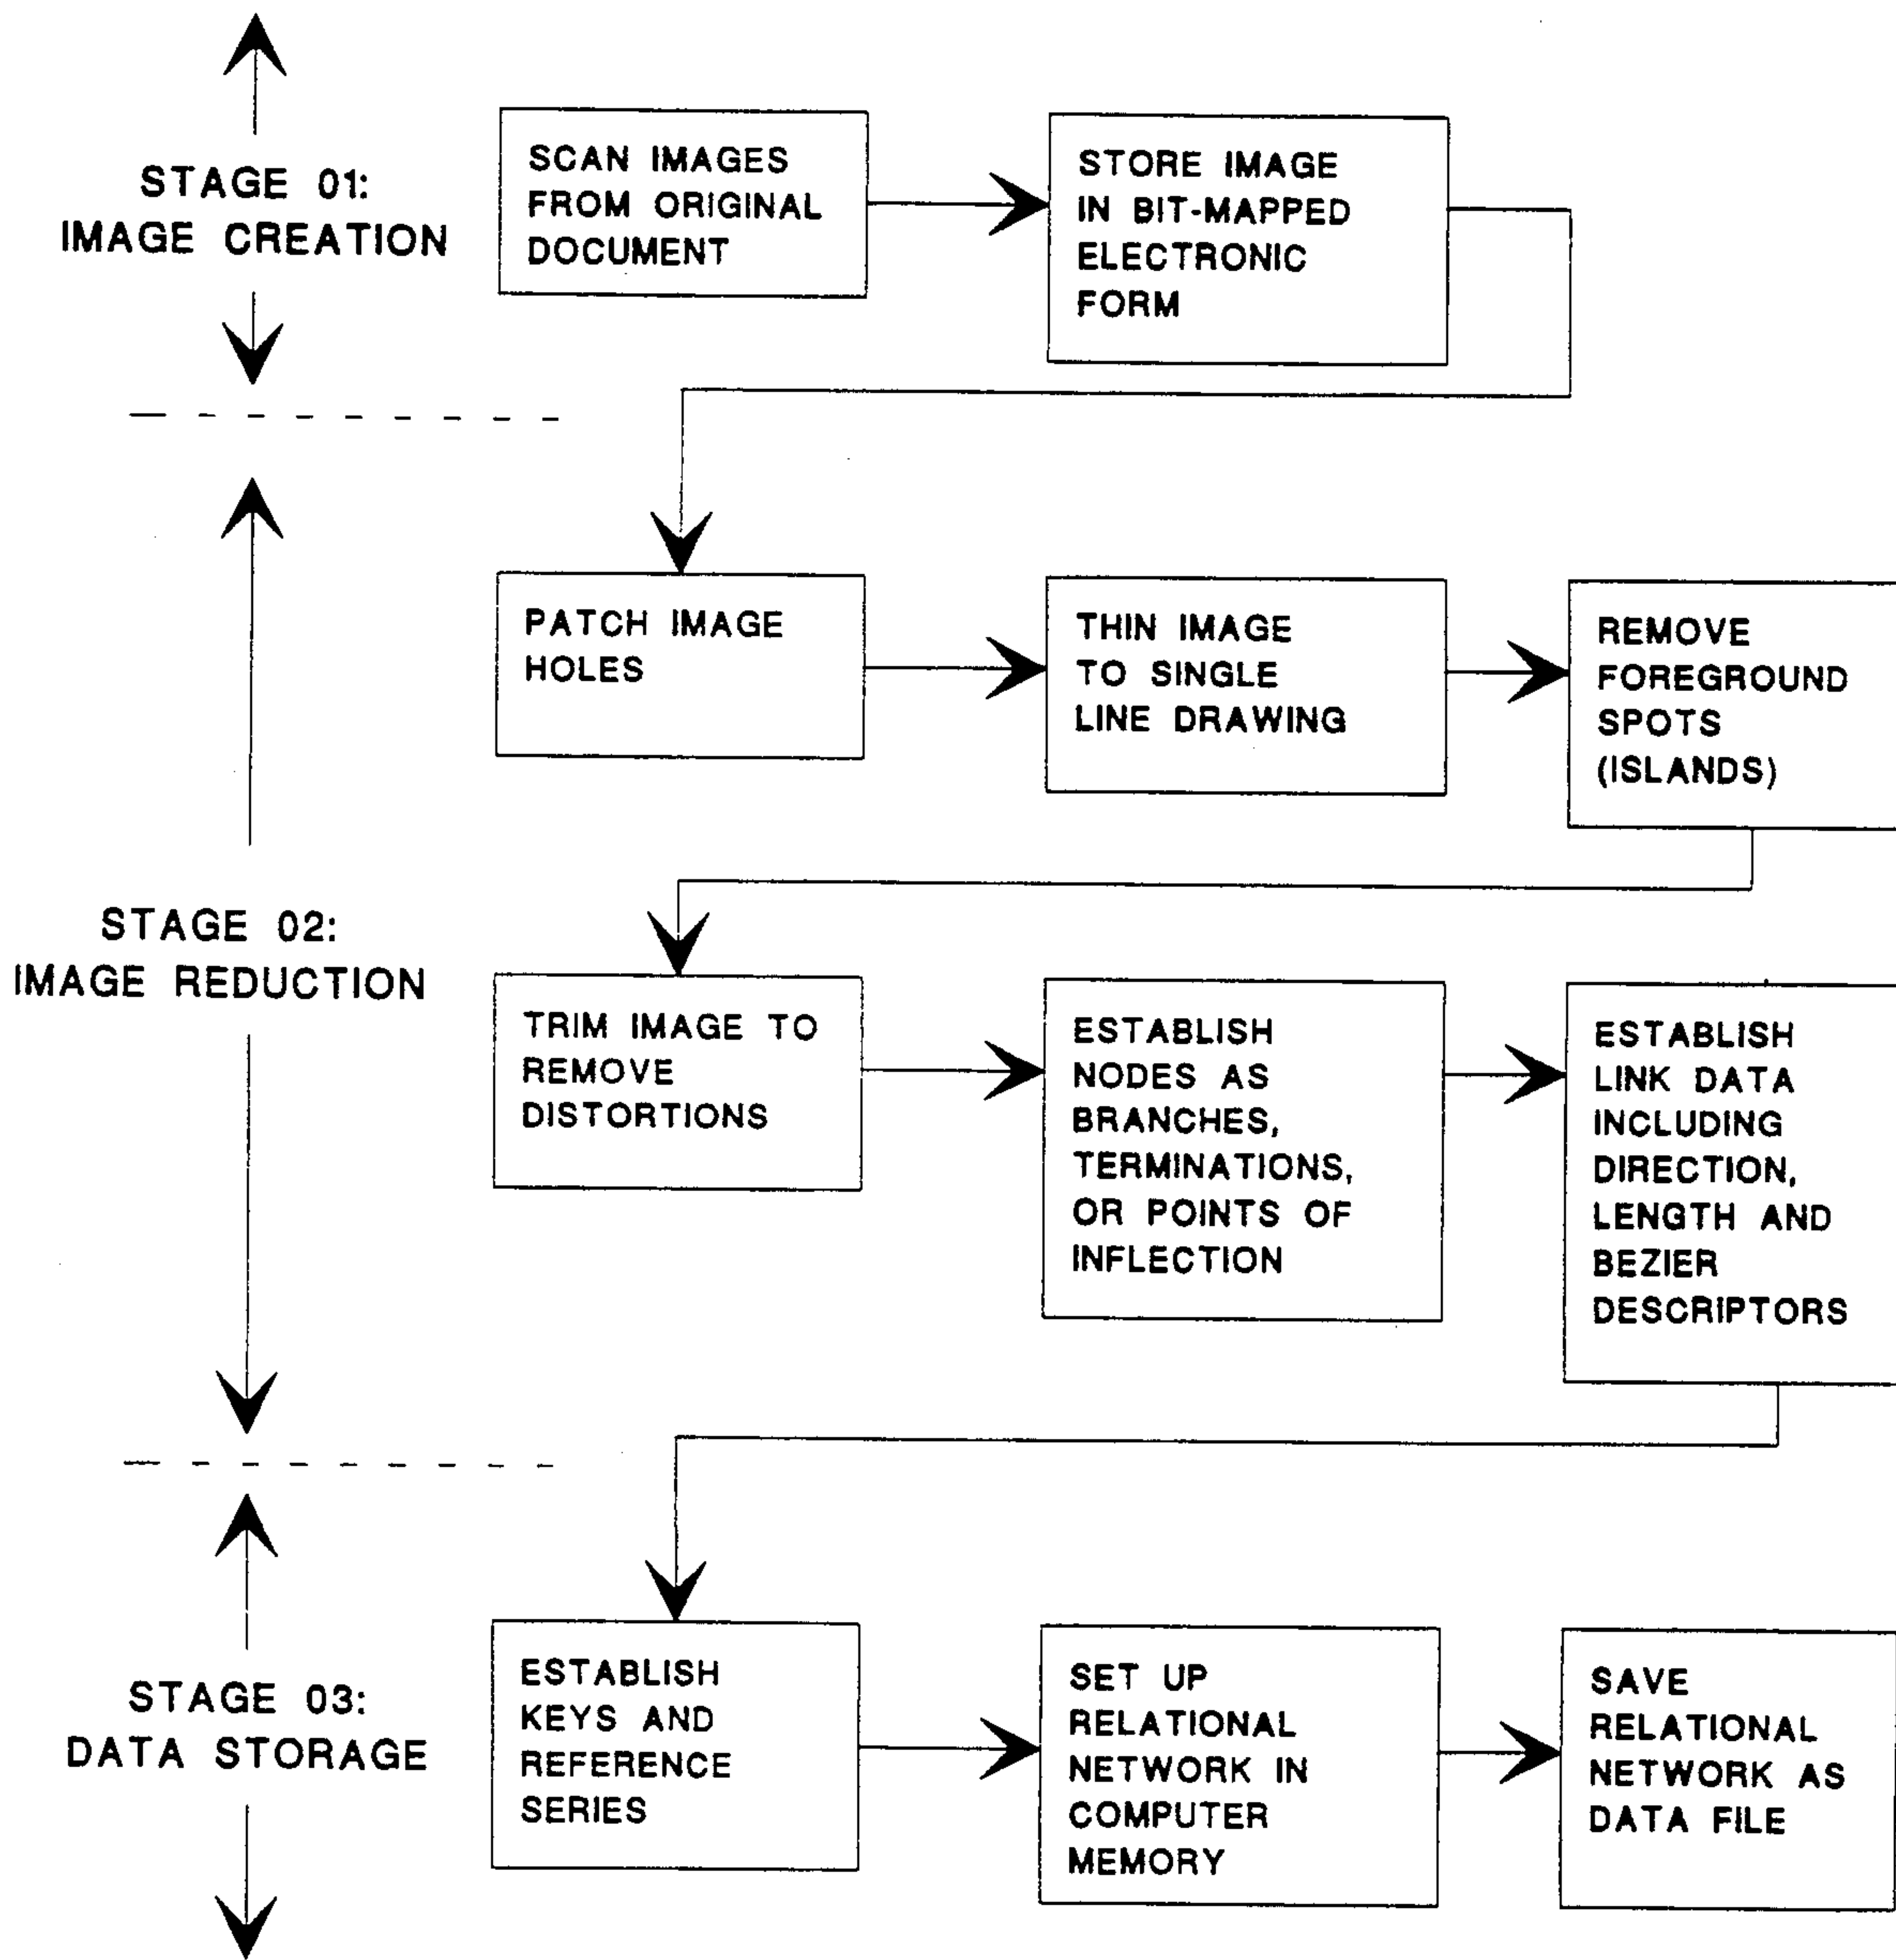 STAGE 01:
IMAGE CREATION
SCAN IMAGES
FROM ORIGINAL
DOCUMENT
STORE IMAGE
IN BIT-MAPPED
ELECTRONIC
FORM
STAGE 02:
IMAGE REDUCTION
PATCH IMAGE
HOLES
THIN IMAGE
TO SINGLE
LINE DRAWING
REMOVE
FOREGROUND
SPOTS
(ISLANDS)
TRIM IMAGE TO
REMOVE
DISTORTIONS
ESTABLISH
NODES AS
BRANCHES,
TERMINATIONS,
OR POINTS OF
INFLECTION
ESTABLISH
LINK DATA
INCLUDING
DIRECTION,
LENGTH AND
BEZIER
DESCRIPTORS
STAGE 03:
DATA STORAGE
ESTABLISH
KEYS AND
REFERENCE
SERIES
SET UP
RELATIONAL
NETWORK IN
COMPUTER
MEMORY
SAVE
RELATIONAL
NETWORK AS
DATA FILE